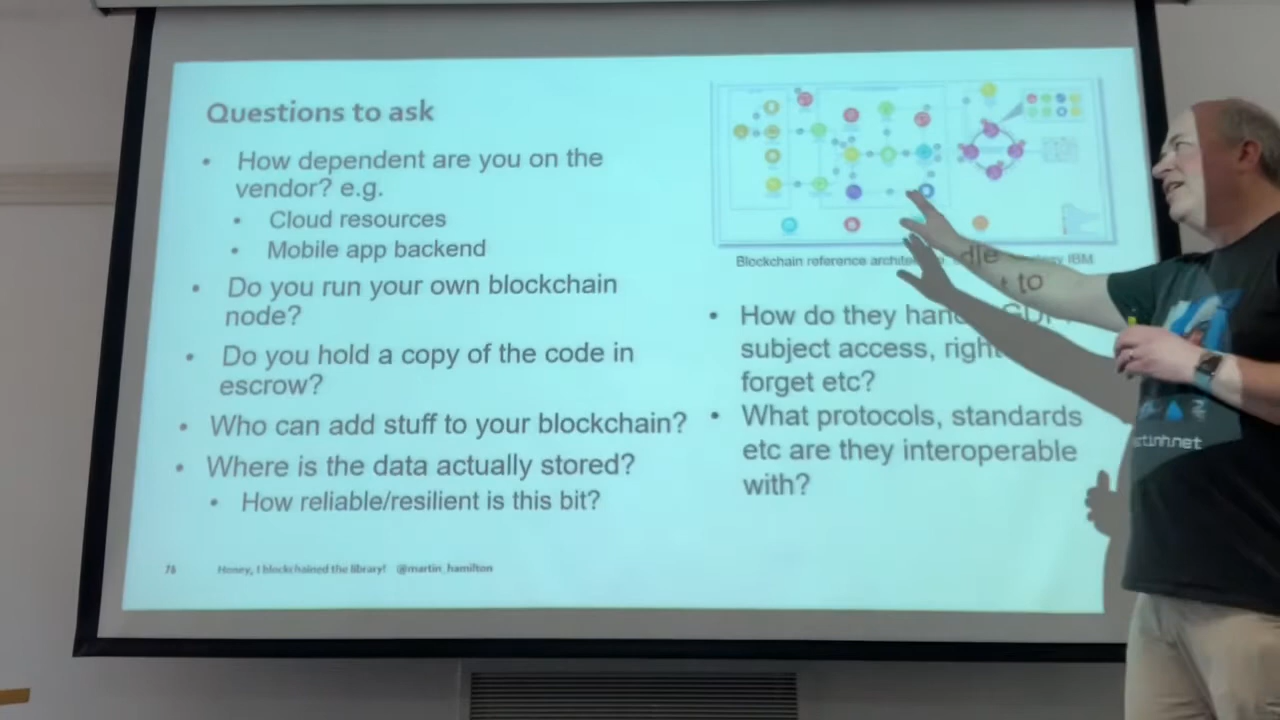 Questions to ask
• How dependent are you on the
vendor? e.g.
• Cloud resources
• Mobile app backend
• Do you run your own blockchain
node?
• Do you hold a copy of the code in
escrow?
• Who can add stuff to your blockchain?
• Where is the data actually stored?
• How reliable/resilient is this bit?
Blockchain reference IBM
• How do they
subject access,
forget etc?
• What protocols, standards
etc are they interoperable
with?
dle
to
76 Honey, I blockchained the library! @martin_hamilton